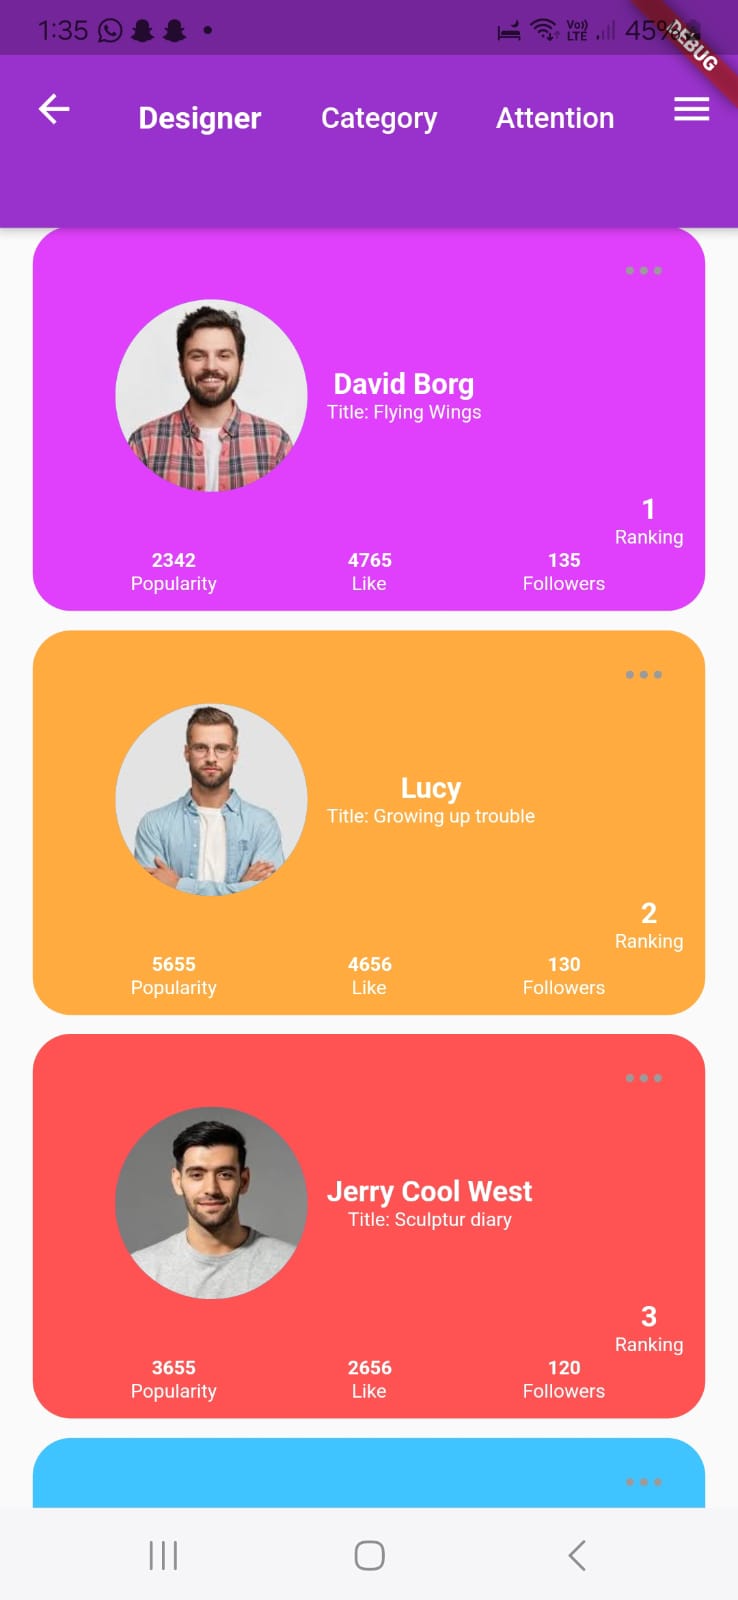 1:35 Vo)) LTE 45% DEBUG
Designer Category Attention
David Borg
Title: Flying Wings
1
Ranking
2342 4765 135
Popularity Like Followers
Lucy
Title: Growing up trouble
2
Ranking
5655 4656 130
Popularity Like Followers
Jerry Cool West
Title: Sculptur diary
3
Ranking
3655 2656 120
Popularity Like Followers